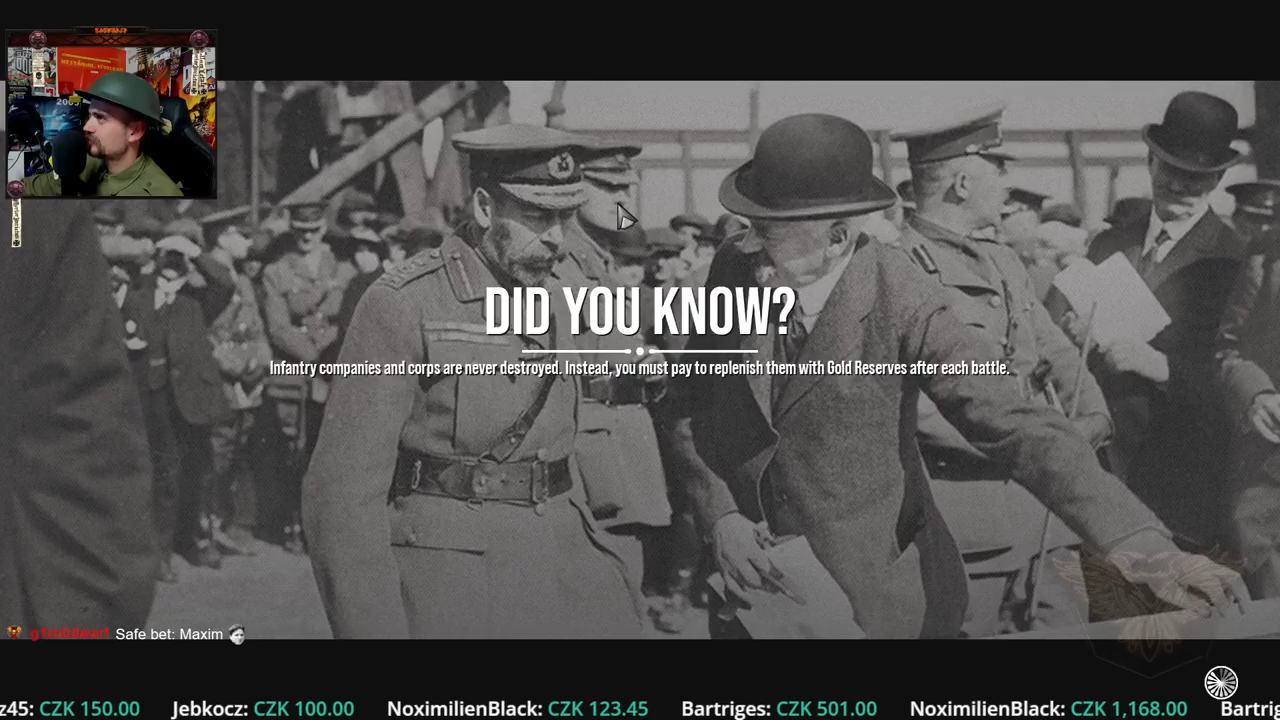 2005
DID YOU KNOW?
Infantry companies and corps are never destroyed. Instead, you must pay to replenish them with Gold Reserves after each battle.
Safe bet: Maxim
z45: CZK 150.00 Jebkocz: CZK 100.00 NoximilienBlack: CZK 123.45 Bartriges: CZK 501.00 NoximilienBlack: CZK 1,168.00 Bartrig